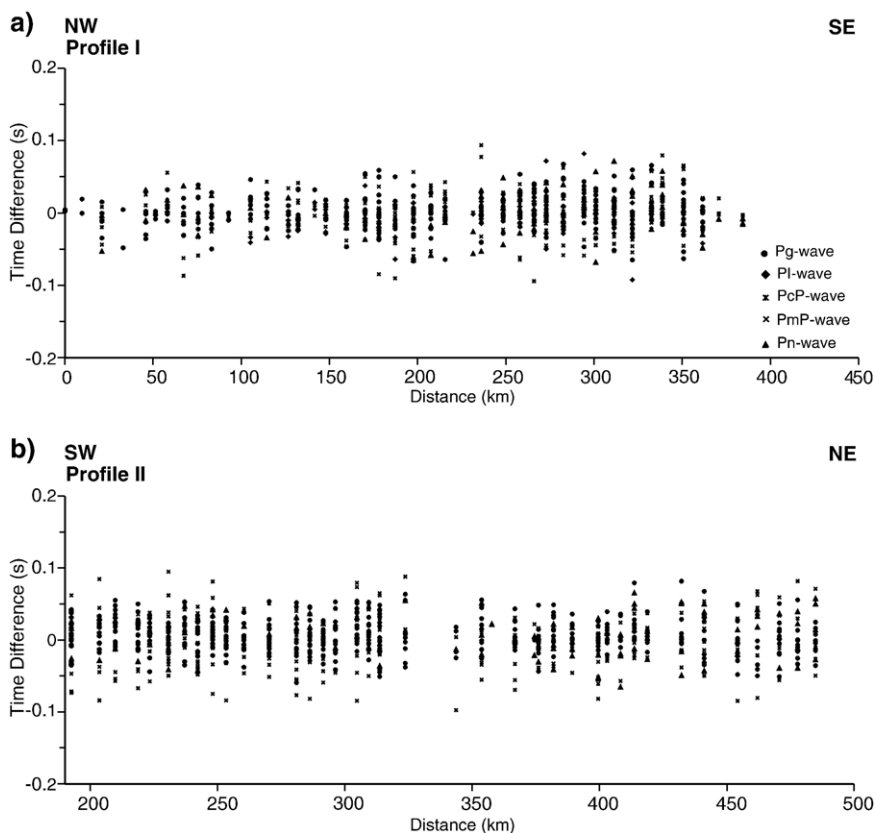 a)
NW
SE
Profile I
Time Difference (s)
0.2
0.1
0
-0.1
-0.2
Pg-wave
PI-wave
PcP-wave
PmP-wave
Pn-wave
0 50 100 150 200 250 300 350 400 450
Distance (km)
b)
SW
NE
Profile II
Time Difference (s)
0.2
0.1
0
-0.1
-0.2
200 250 300 350 400 450 500
Distance (km)